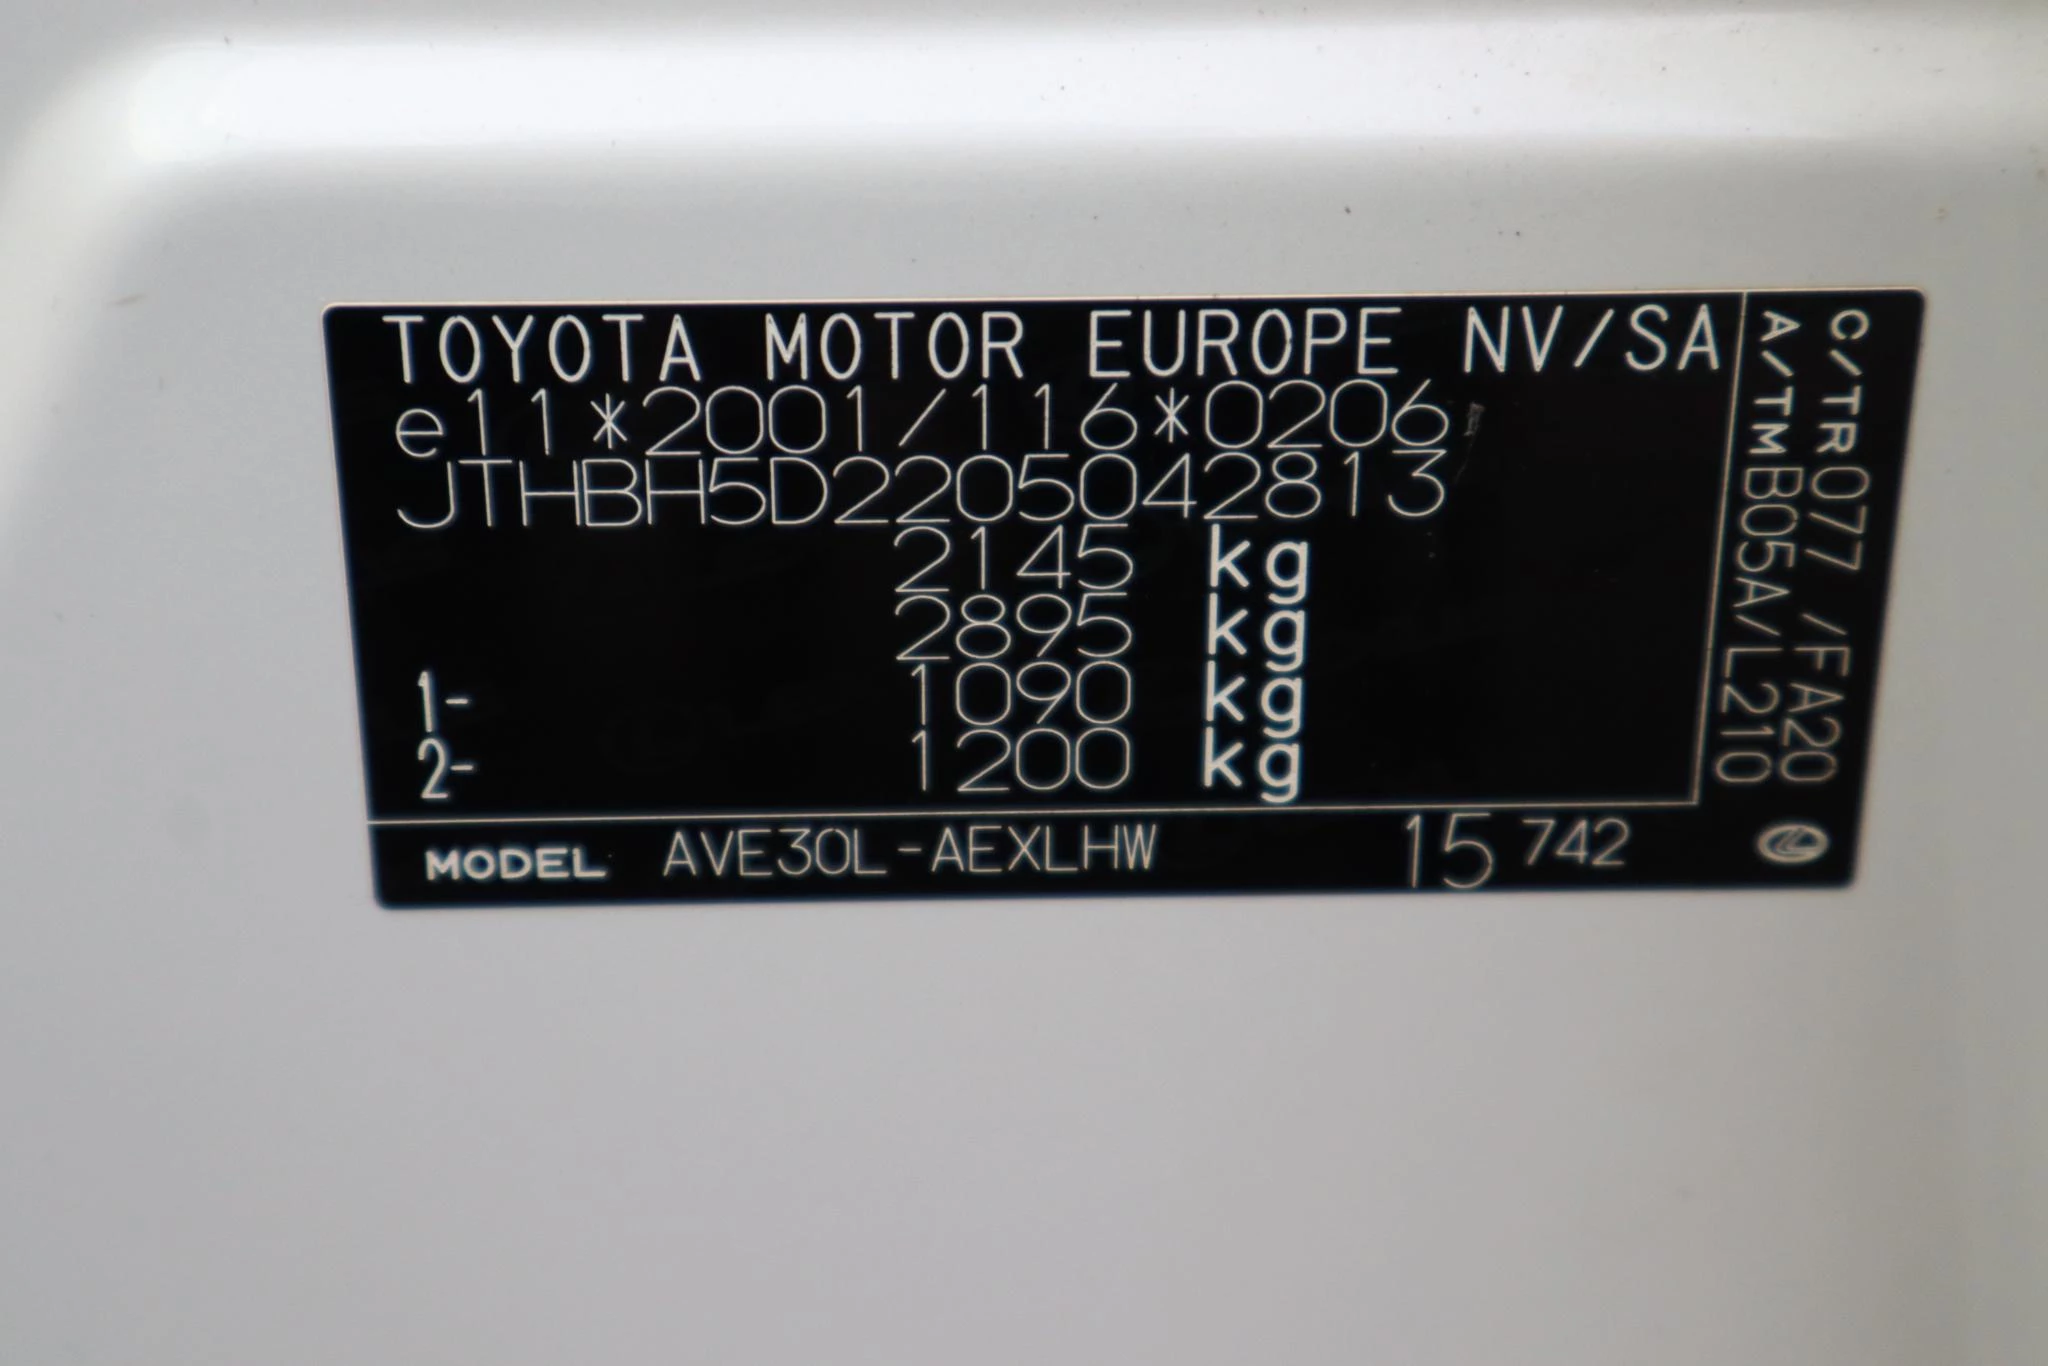 TOYOTA MOTOR EUROPE NV/SA
e11*2001/116*0206
JTHBH5D2205042813
2145 kg
2895 kg
1- 1090 kg
2- 1200 kg
MODEL AVE30L-AEXLHW 15 742
C/TR077 /FA20
A/TMB05A/L210